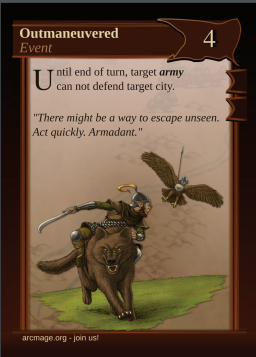 Outmaneuvered
Event
4
Until end of turn, target army
can not defend target city.
"There might be a way to escape unseen.
Act quickly. Armadant."
arcmage.org - join us!